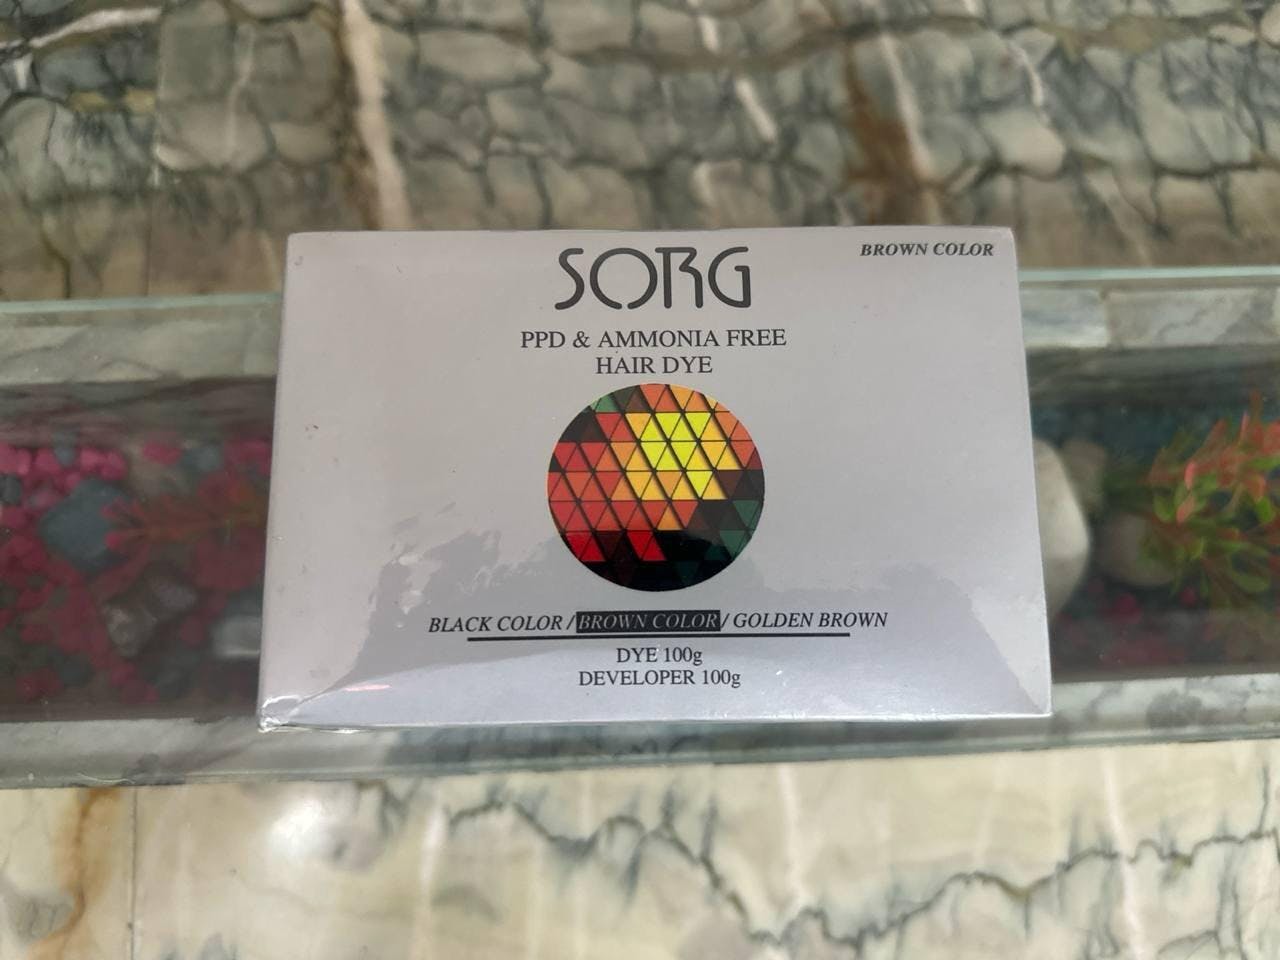 SORG
BROWN COLOR
PPD & AMMONIA FREE
HAIR DYE
BLACK COLOR / BROWN COLOR / GOLDEN BROWN
DYE 100g
DEVELOPER 100g